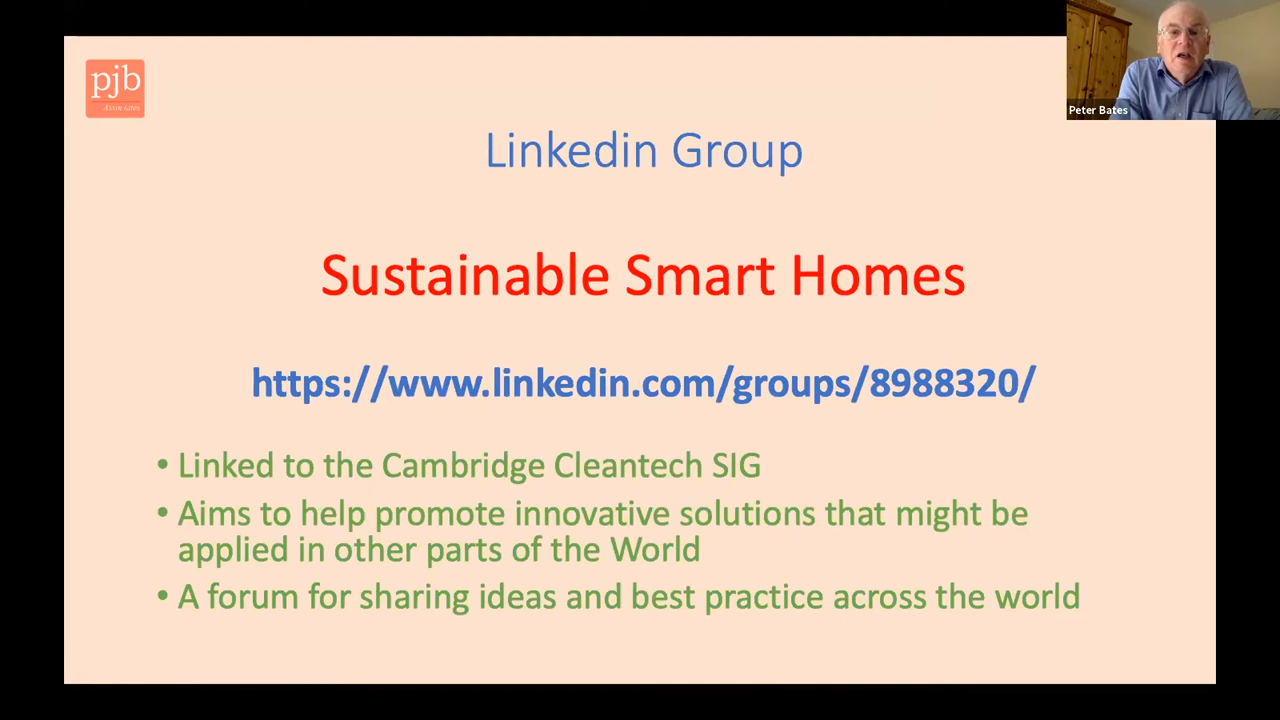 pjb
Associates
Peter Bates
Linkedin Group
Sustainable Smart Homes
https://www.linkedin.com/groups/8988320/
• Linked to the Cambridge Cleantech SIG
• Aims to help promote innovative solutions that might be
applied in other parts of the World
• A forum for sharing ideas and best practice across the world